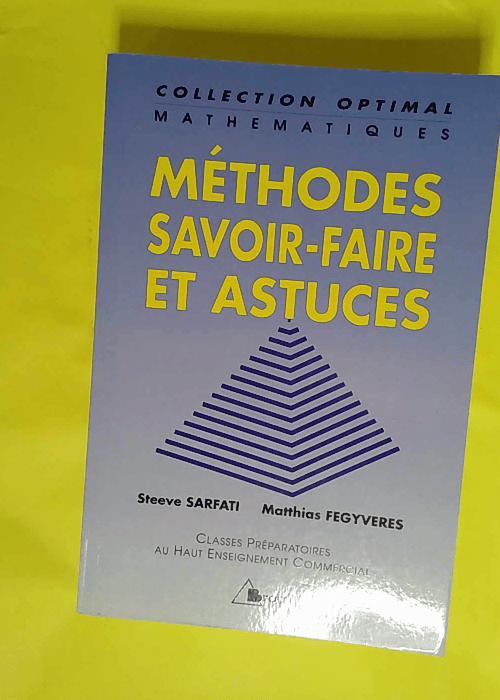 COLLECTION OPTIMAL
MATHEMATIQUES
MÉTHODES
SAVOIR-FAIRE
ET ASTUCES
Steeve SARFATI Matthias FEGYVERES
CLASSES PRÉPARATOIRES
AU HAUT ENSEIGNEMENT COMMERCIAL